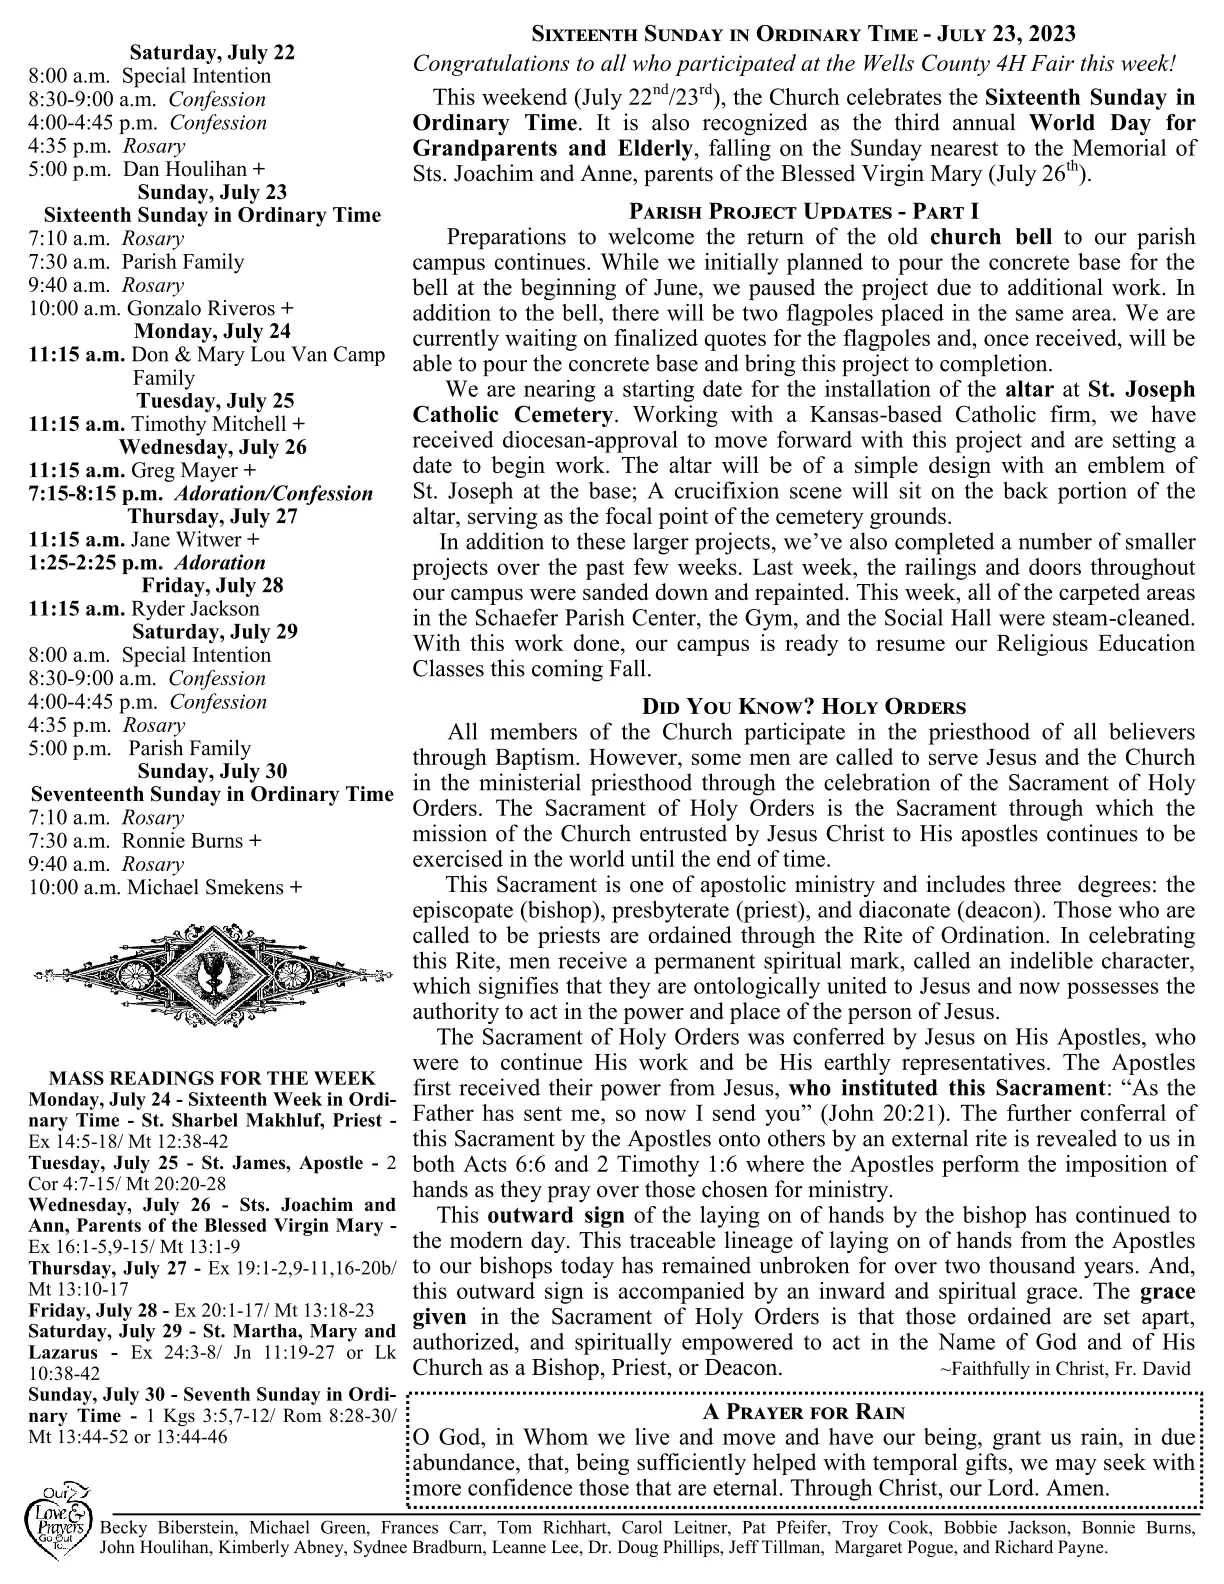 Saturday, July 22
8:00 a.m.  Special Intention
8:30-9:00 a.m.  Confession
4:00-4:45 p.m.  Confession
4:35 p.m.  Rosary
5:00 p.m.  Dan Houlihan +
Sunday, July 23
Sixteenth Sunday in Ordinary Time
7:10 a.m.  Rosary
7:30 a.m.  Parish Family
9:40 a.m.  Rosary
10:00 a.m. Gonzalo Riveros +
Monday, July 24
11:15 a.m. Don & Mary Lou Van Camp
Family
Tuesday, July 25
11:15 a.m. Timothy Mitchell +
Wednesday, July 26
11:15 a.m. Greg Mayer +
7:15-8:15 p.m.  Adoration/Confession
Thursday, July 27
11:15 a.m. Jane Witwer +
1:25-2:25 p.m.  Adoration
Friday, July 28
11:15 a.m. Ryder Jackson
Saturday, July 29
8:00 a.m.  Special Intention
8:30-9:00 a.m.  Confession
4:00-4:45 p.m.  Confession
4:35 p.m.  Rosary
5:00 p.m.   Parish Family
Sunday, July 30
Seventeenth Sunday in Ordinary Time
7:10 a.m.  Rosary
7:30 a.m.  Ronnie Burns +
9:40 a.m.  Rosary
10:00 a.m. Michael Smekens +
MASS READINGS FOR THE WEEK
Monday, July 24 - Sixteenth Week in Ordi-
nary Time - St. Sharbel Makhluf, Priest -
Ex 14:5-18/ Mt 12:38-42
Tuesday, July 25 - St. James, Apostle - 2
Cor 4:7-15/ Mt 20:20-28
Wednesday, July 26 - Sts. Joachim and
Ann, Parents of the Blessed Virgin Mary -
Ex 16:1-5,9-15/ Mt 13:1-9
Thursday, July 27 - Ex 19:1-2,9-11,16-20b/
Mt 13:10-17
Friday, July 28 - Ex 20:1-17/ Mt 13:18-23
Saturday, July 29 - St. Martha, Mary and
Lazarus - Ex 24:3-8/ Jn 11:19-27 or Lk
10:38-42
Sunday, July 30 - Seventh Sunday in Ordi-
nary Time - 1 Kgs 3:5,7-12/ Rom 8:28-30/
Mt 13:44-52 or 13:44-46
Sixteenth Sunday in Ordinary Time - July 23, 2023
Congratulations to all who participated at the Wells County 4H Fair this week!
This weekend (July 22nd/23rd), the Church celebrates the Sixteenth Sunday in
Ordinary Time. It is also recognized as the third annual World Day for
Grandparents and Elderly, falling on the Sunday nearest to the Memorial of
Sts. Joachim and Anne, parents of the Blessed Virgin Mary (July 26th).
Parish Project Updates - Part I
Preparations to welcome the return of the old church bell to our parish
campus continues. While we initially planned to pour the concrete base for the
bell at the beginning of June, we paused the project due to additional work. In
addition to the bell, there will be two flagpoles placed in the same area. We are
currently waiting on finalized quotes for the flagpoles and, once received, will be
able to pour the concrete base and bring this project to completion.
We are nearing a starting date for the installation of the altar at St. Joseph
Catholic Cemetery. Working with a Kansas-based Catholic firm, we have
received diocesan-approval to move forward with this project and are setting a
date to begin work. The altar will be of a simple design with an emblem of
St. Joseph at the base; A crucifixion scene will sit on the back portion of the
altar, serving as the focal point of the cemetery grounds.
In addition to these larger projects, we've also completed a number of smaller
projects over the past few weeks. Last week, the railings and doors throughout
our campus were sanded down and repainted. This week, all of the carpeted areas
in the Schaefer Parish Center, the Gym, and the Social Hall were steam-cleaned.
With this work done, our campus is ready to resume our Religious Education
Classes this coming Fall.
Did You Know? Holy Orders
All members of the Church participate in the priesthood of all believers
through Baptism. However, some men are called to serve Jesus and the Church
in the ministerial priesthood through the celebration of the Sacrament of Holy
Orders. The Sacrament of Holy Orders is the Sacrament through which the
mission of the Church entrusted by Jesus Christ to His apostles continues to be
exercised in the world until the end of time.
This Sacrament is one of apostolic ministry and includes three  degrees: the
episcopate (bishop), presbyterate (priest), and diaconate (deacon). Those who are
called to be priests are ordained through the Rite of Ordination. In celebrating
this Rite, men receive a permanent spiritual mark, called an indelible character,
which signifies that they are ontologically united to Jesus and now possesses the
authority to act in the power and place of the person of Jesus.
The Sacrament of Holy Orders was conferred by Jesus on His Apostles, who
were to continue His work and be His earthly representatives. The Apostles
first received their power from Jesus, who instituted this Sacrament: “As the
Father has sent me, so now I send you” (John 20:21). The further conferral of
this Sacrament by the Apostles onto others by an external rite is revealed to us in
both Acts 6:6 and 2 Timothy 1:6 where the Apostles perform the imposition of
hands as they pray over those chosen for ministry.
This outward sign of the laying on of hands by the bishop has continued to
the modern day. This traceable lineage of laying on of hands from the Apostles
to our bishops today has remained unbroken for over two thousand years. And,
this outward sign is accompanied by an inward and spiritual grace. The grace
given in the Sacrament of Holy Orders is that those ordained are set apart,
authorized, and spiritually empowered to act in the Name of God and of His
Church as a Bishop, Priest, or Deacon. ~Faithfully in Christ, Fr. David
A Prayer for Rain
O God, in Whom we live and move and have our being, grant us rain, in due
abundance, that, being sufficiently helped with temporal gifts, we may seek with
more confidence those that are eternal. Through Christ, our Lord. Amen.
Our
Love &
Prayers
Go Out
To...
Becky Biberstein, Michael Green, Frances Carr, Tom Richhart, Carol Leitner, Pat Pfeifer, Troy Cook, Bobbie Jackson, Bonnie Burns,
John Houlihan, Kimberly Abney, Sydnee Bradburn, Leanne Lee, Dr. Doug Phillips, Jeff Tillman,  Margaret Pogue, and Richard Payne.